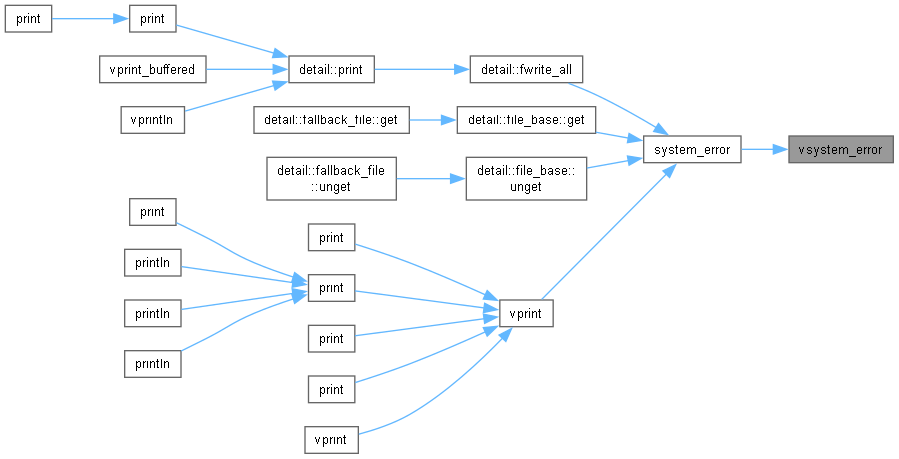 print
print
vprint_buffered
vprintln
detail::print
detail::fwrite_all
detail::fallback_file::get
detail::file_base::get
system_error
vsystem_error
detail::fallback_file
::unget
detail::file_base::
unget
print
println
println
println
print
print
print
print
vprint
vprint